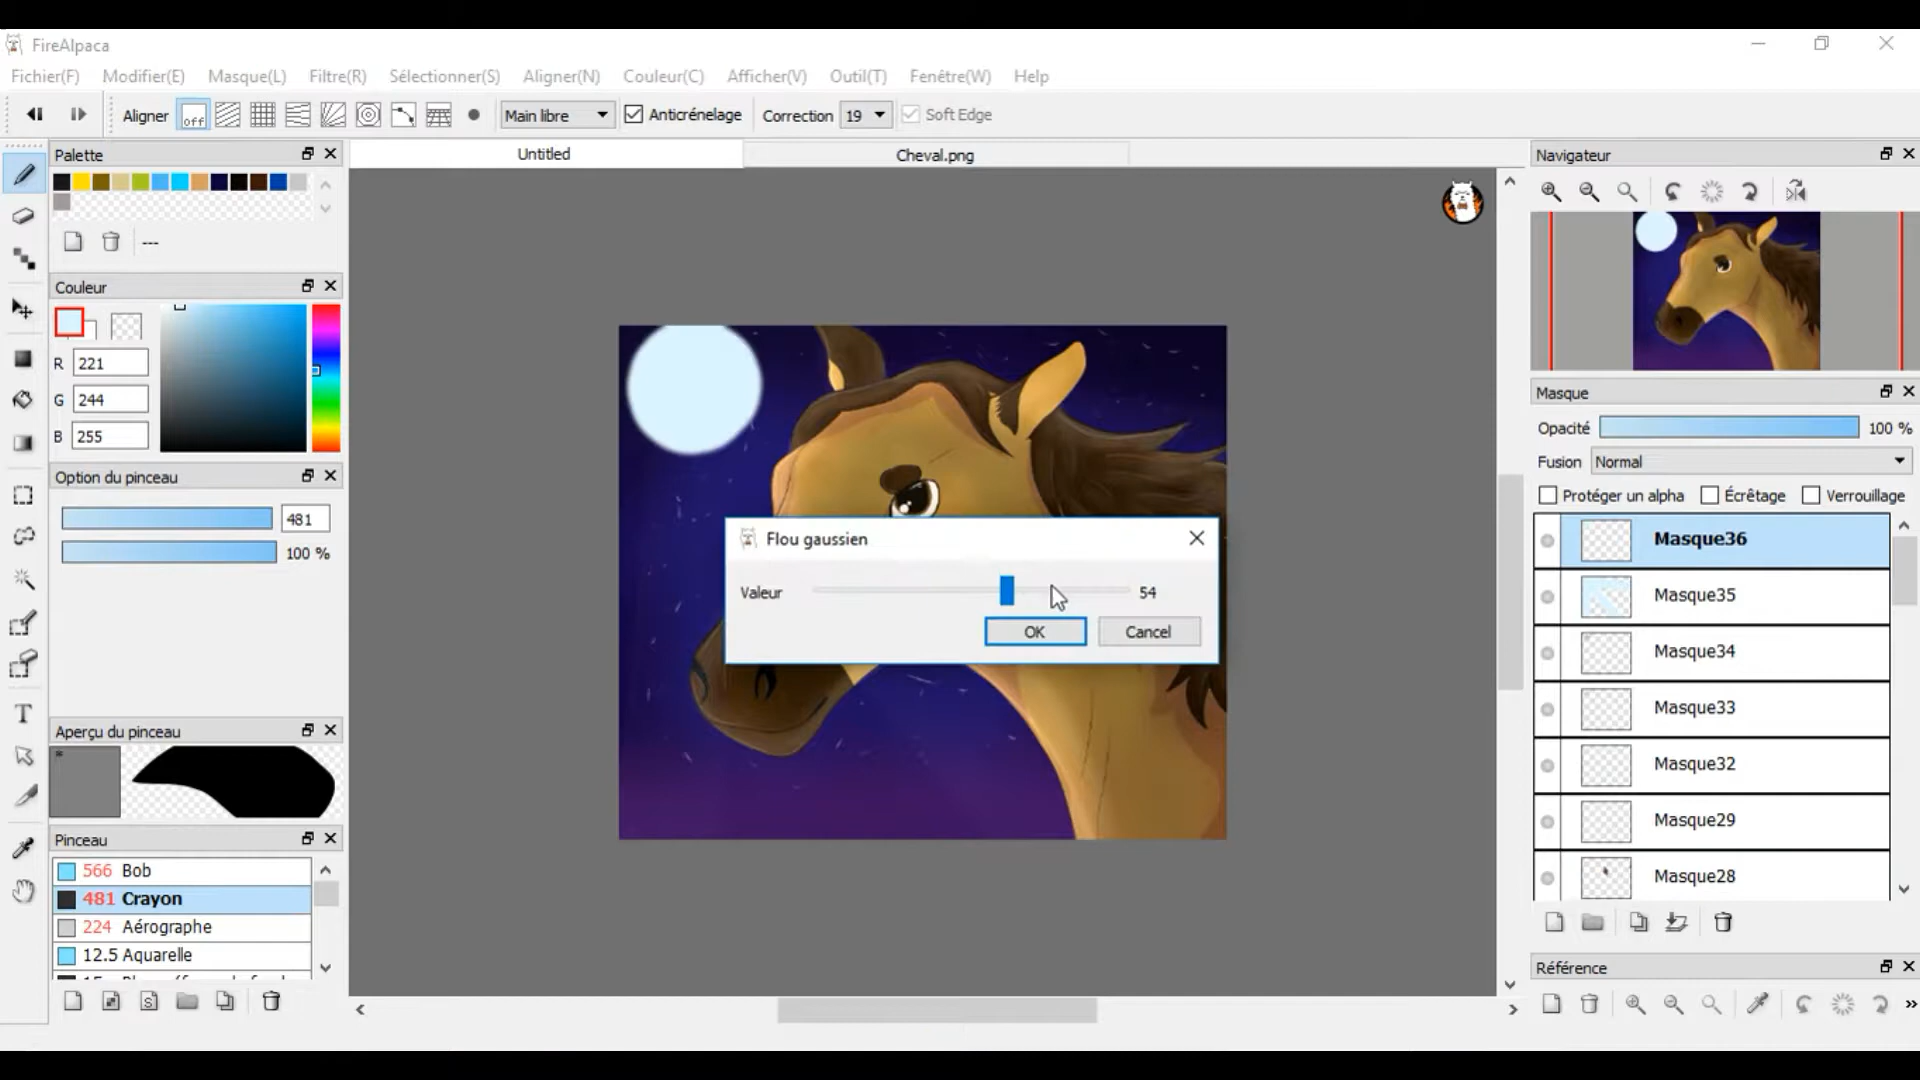 FireAlpaca
Fichier(F) Modifier(E) Masque(L) Filtre(R) Sélectionner(S) Aligner(N) Couleur(C) Afficher(V) Outil(T) Fenêtre(W) Help
Aligner off Main libre Anticrénelage Correction 19 Soft Edge
Palette
Untitled
Cheval.png
Navigateur
---
Couleur
R 221
G 244
B 255
Option du pinceau
481
100 %
Aperçu du pinceau
*
Pinceau
566 Bob
481 Crayon
224 Aérographe
12.5 Aquarelle
S
Flou gaussien
Valeur 54
OK Cancel
Masque
Opacité 100 %
Fusion Normal
Protéger un alpha Écrêtage Verrouillage
Masque36
Masque35
Masque34
Masque33
Masque32
Masque29
Masque28
Référence